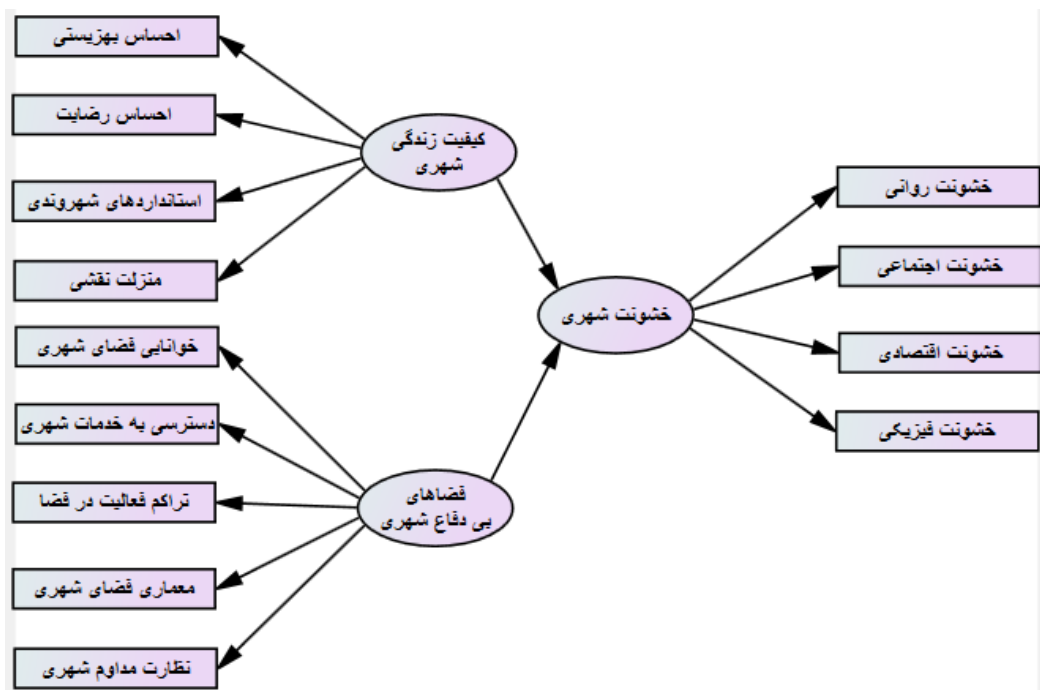 احساس بهزیستی
احساس رضایت
استانداردهای شهروندی
منزلت نقشی
خوانایی فضای شهری
دسترسی به خدمات شهری
تراکم فعالیت در فضا
معماری فضای شهری
نظارت مداوم شهری
کیفیت زندگی
شهری
فضاهای
بی دفاع شهری
خشونت شهری
خشونت روانی
خشونت اجتماعی
خشونت اقتصادی
خشونت فیزیکی